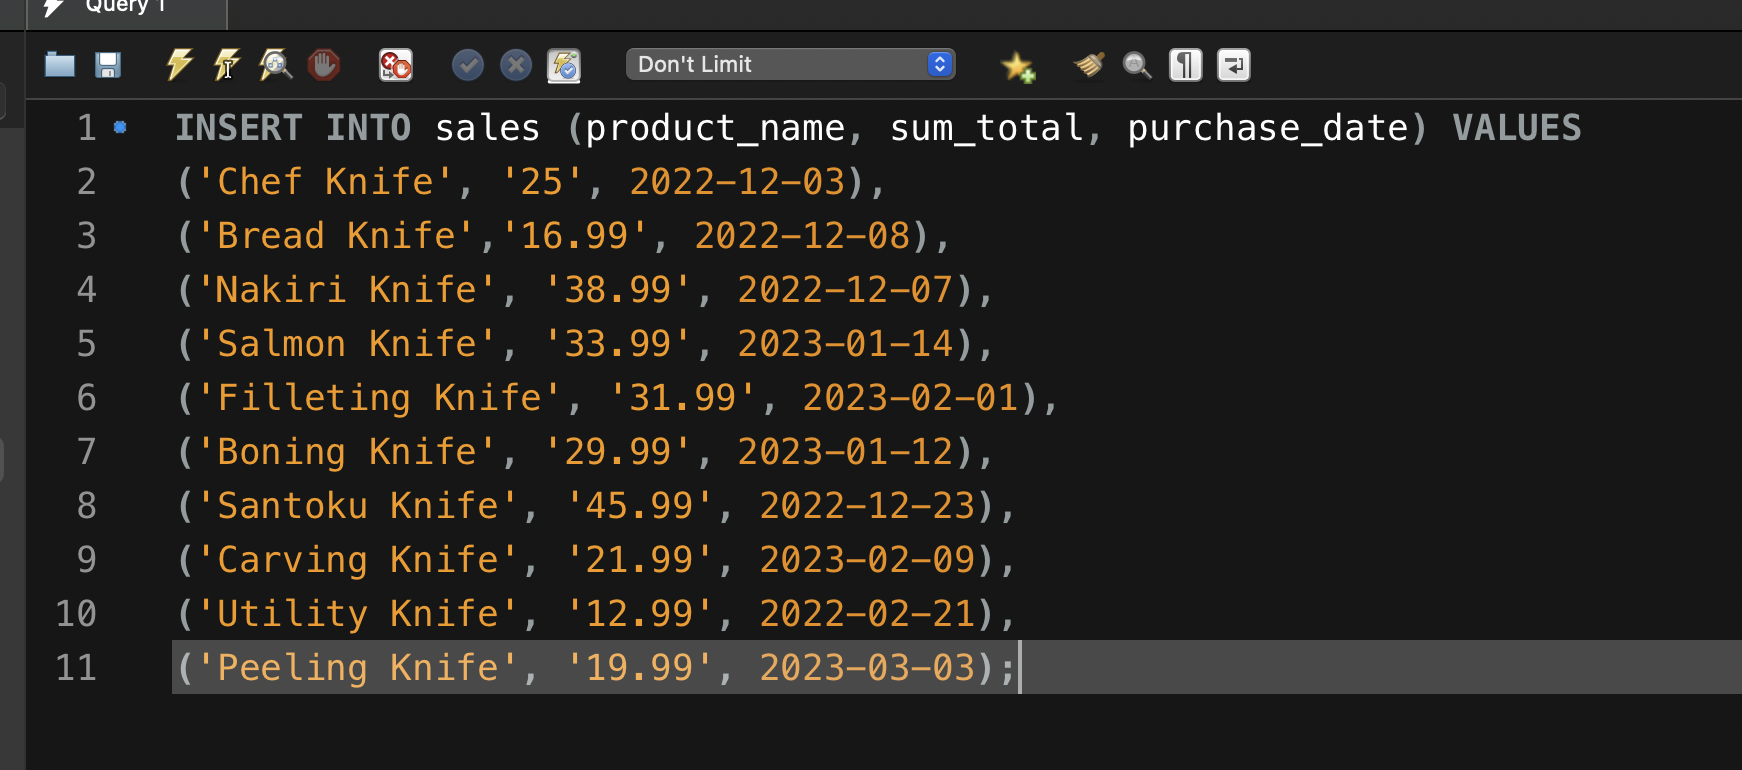 Query 1
Don't Limit
1 INSERT INTO sales (product_name, sum_total, purchase_date) VALUES
2 ('Chef Knife', '25', 2022-12-03),
3 ('Bread Knife','16.99', 2022-12-08),
4 ('Nakiri Knife', '38.99', 2022-12-07),
5 ('Salmon Knife', '33.99', 2023-01-14),
6 ('Filleting Knife', '31.99', 2023-02-01),
7 ('Boning Knife', '29.99', 2023-01-12),
8 ('Santoku Knife', '45.99', 2022-12-23),
9 ('Carving Knife', '21.99', 2023-02-09),
10 ('Utility Knife', '12.99', 2022-02-21),
11 ('Peeling Knife', '19.99', 2023-03-03);